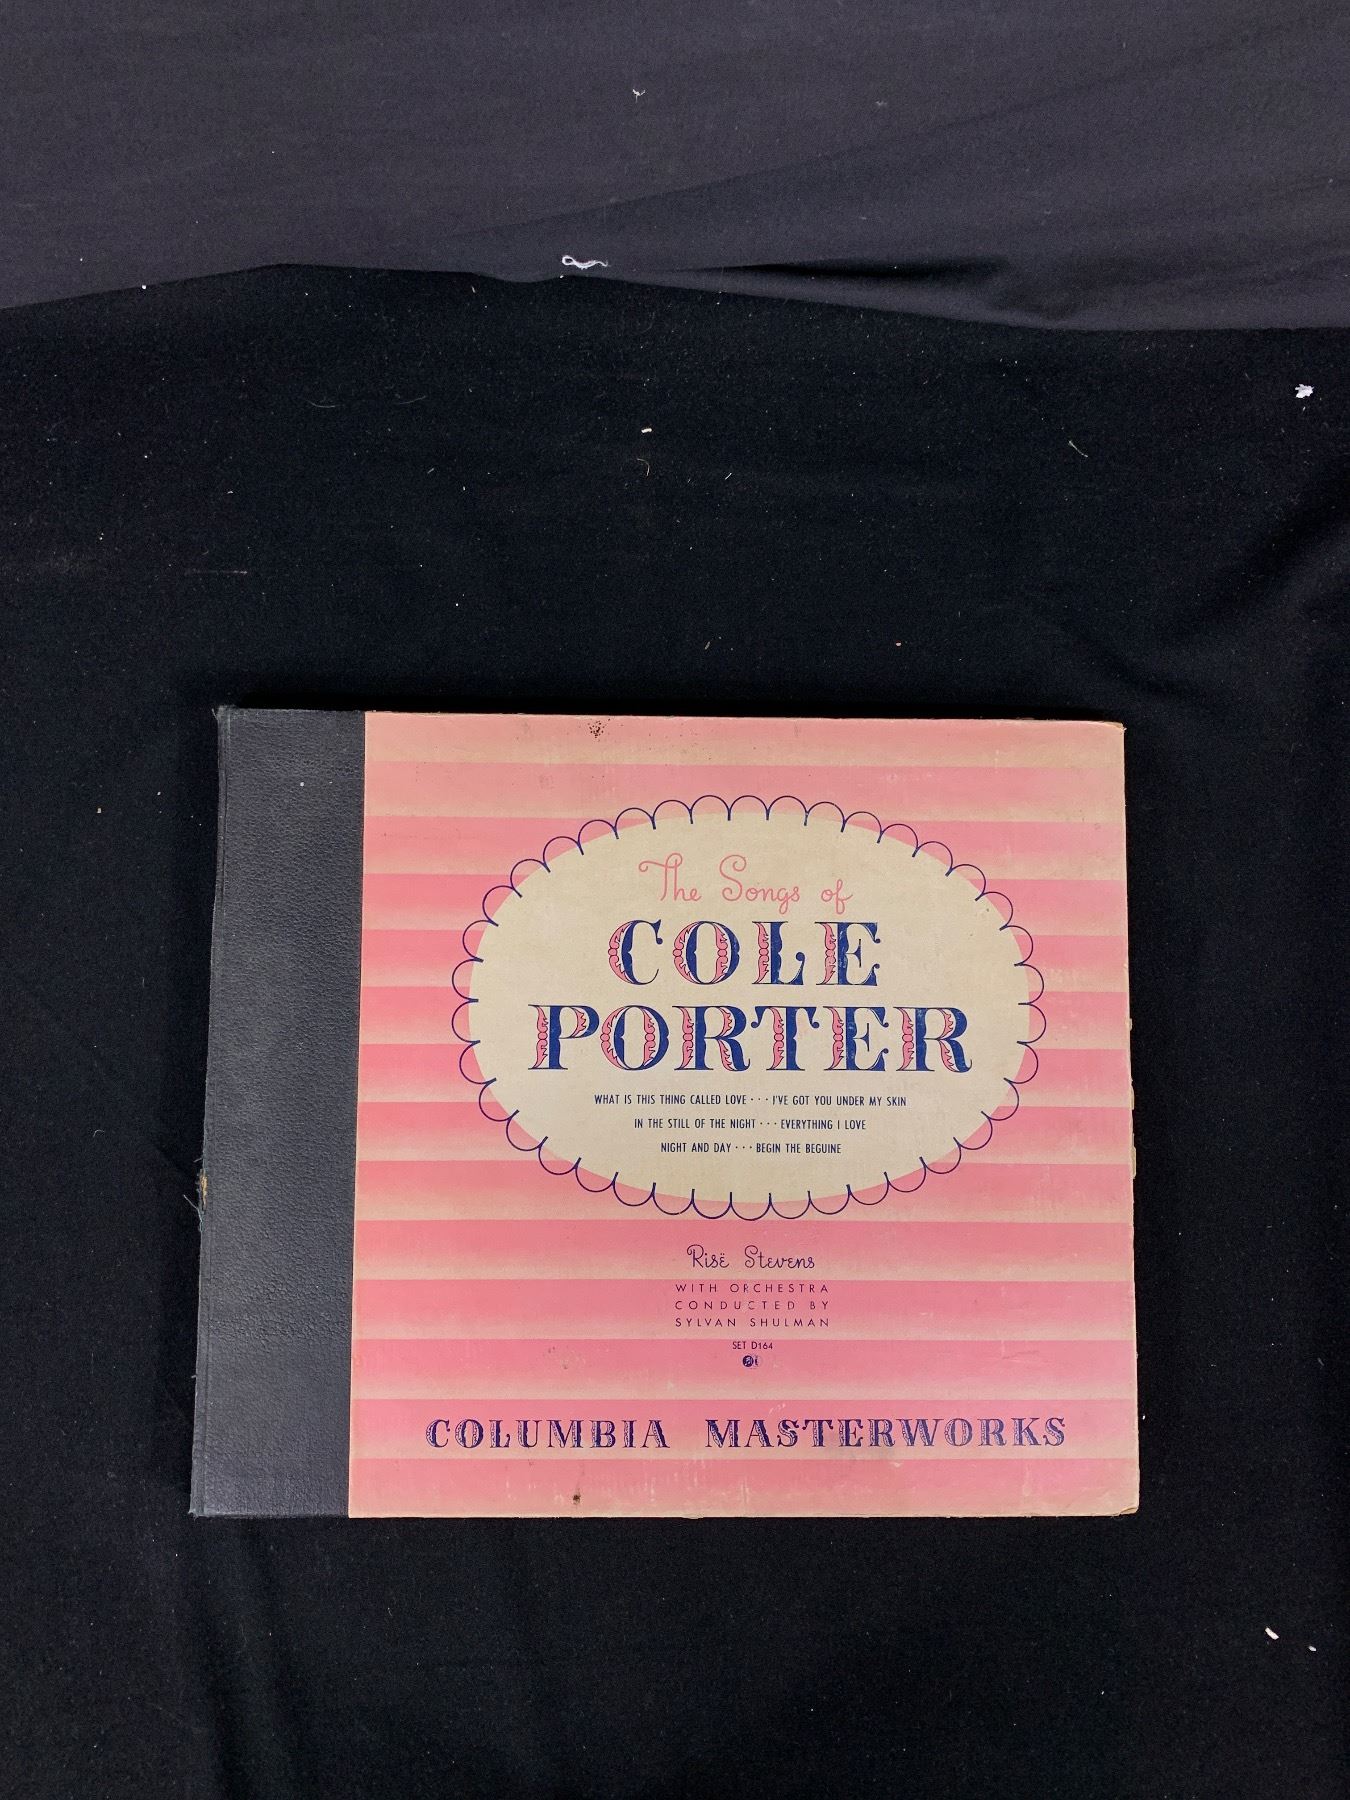 The Songs of
COLE
PORTER
WHAT IS THIS THING CALLED LOVE · · · I'VE GOT YOU UNDER MY SKIN
IN THE STILL OF THE NIGHT · · · EVERYTHING I LOVE
NIGHT AND DAY · · · BEGIN THE BEGUINE
Risë Stevens
WITH ORCHESTRA
CONDUCTED BY
SYLVAN SHULMAN
SET D164
COLUMBIA MASTERWORKS